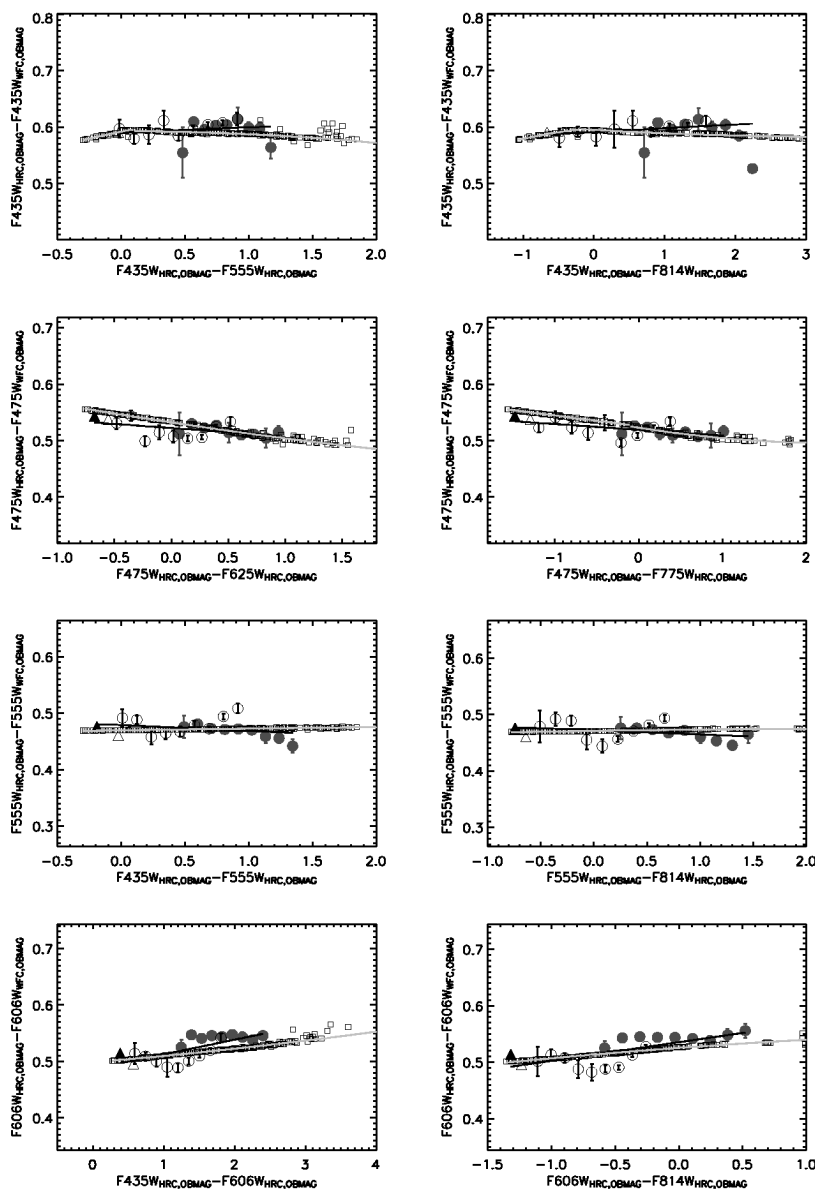 0.8
0.7
0.6
0.5
F435W_HRC,OBMAG−F435W_WFC,OBMAG
−0.5 0.0 0.5 1.0 1.5 2.0
F435W_HRC,OBMAG−F555W_HRC,OBMAG
0.8
0.7
0.6
0.5
F435W_HRC,OBMAG−F435W_WFC,OBMAG
−1 0 1 2 3
F435W_HRC,OBMAG−F814W_HRC,OBMAG
0.7
0.6
0.5
0.4
F475W_HRC,OBMAG−F475W_WFC,OBMAG
−1.0 −0.5 0.0 0.5 1.0 1.5
F475W_HRC,OBMAG−F625W_HRC,OBMAG
0.7
0.6
0.5
0.4
F475W_HRC,OBMAG−F475W_WFC,OBMAG
−1 0 1 2
F475W_HRC,OBMAG−F775W_HRC,OBMAG
0.6
0.5
0.4
0.3
F555W_HRC,OBMAG−F555W_WFC,OBMAG
−0.5 0.0 0.5 1.0 1.5 2.0
F435W_HRC,OBMAG−F555W_HRC,OBMAG
0.6
0.5
0.4
0.3
F555W_HRC,OBMAG−F555W_WFC,OBMAG
−1.0 −0.5 0.0 0.5 1.0 1.5 2.0
F555W_HRC,OBMAG−F814W_HRC,OBMAG
0.7
0.6
0.5
0.4
F606W_HRC,OBMAG−F606W_WFC,OBMAG
0 1 2 3 4
F435W_HRC,OBMAG−F606W_HRC,OBMAG
0.7
0.6
0.5
0.4
F606W_HRC,OBMAG−F606W_WFC,OBMAG
−1.5 −1.0 −0.5 0.0 0.5 1.0
F606W_HRC,OBMAG−F814W_HRC,OBMAG